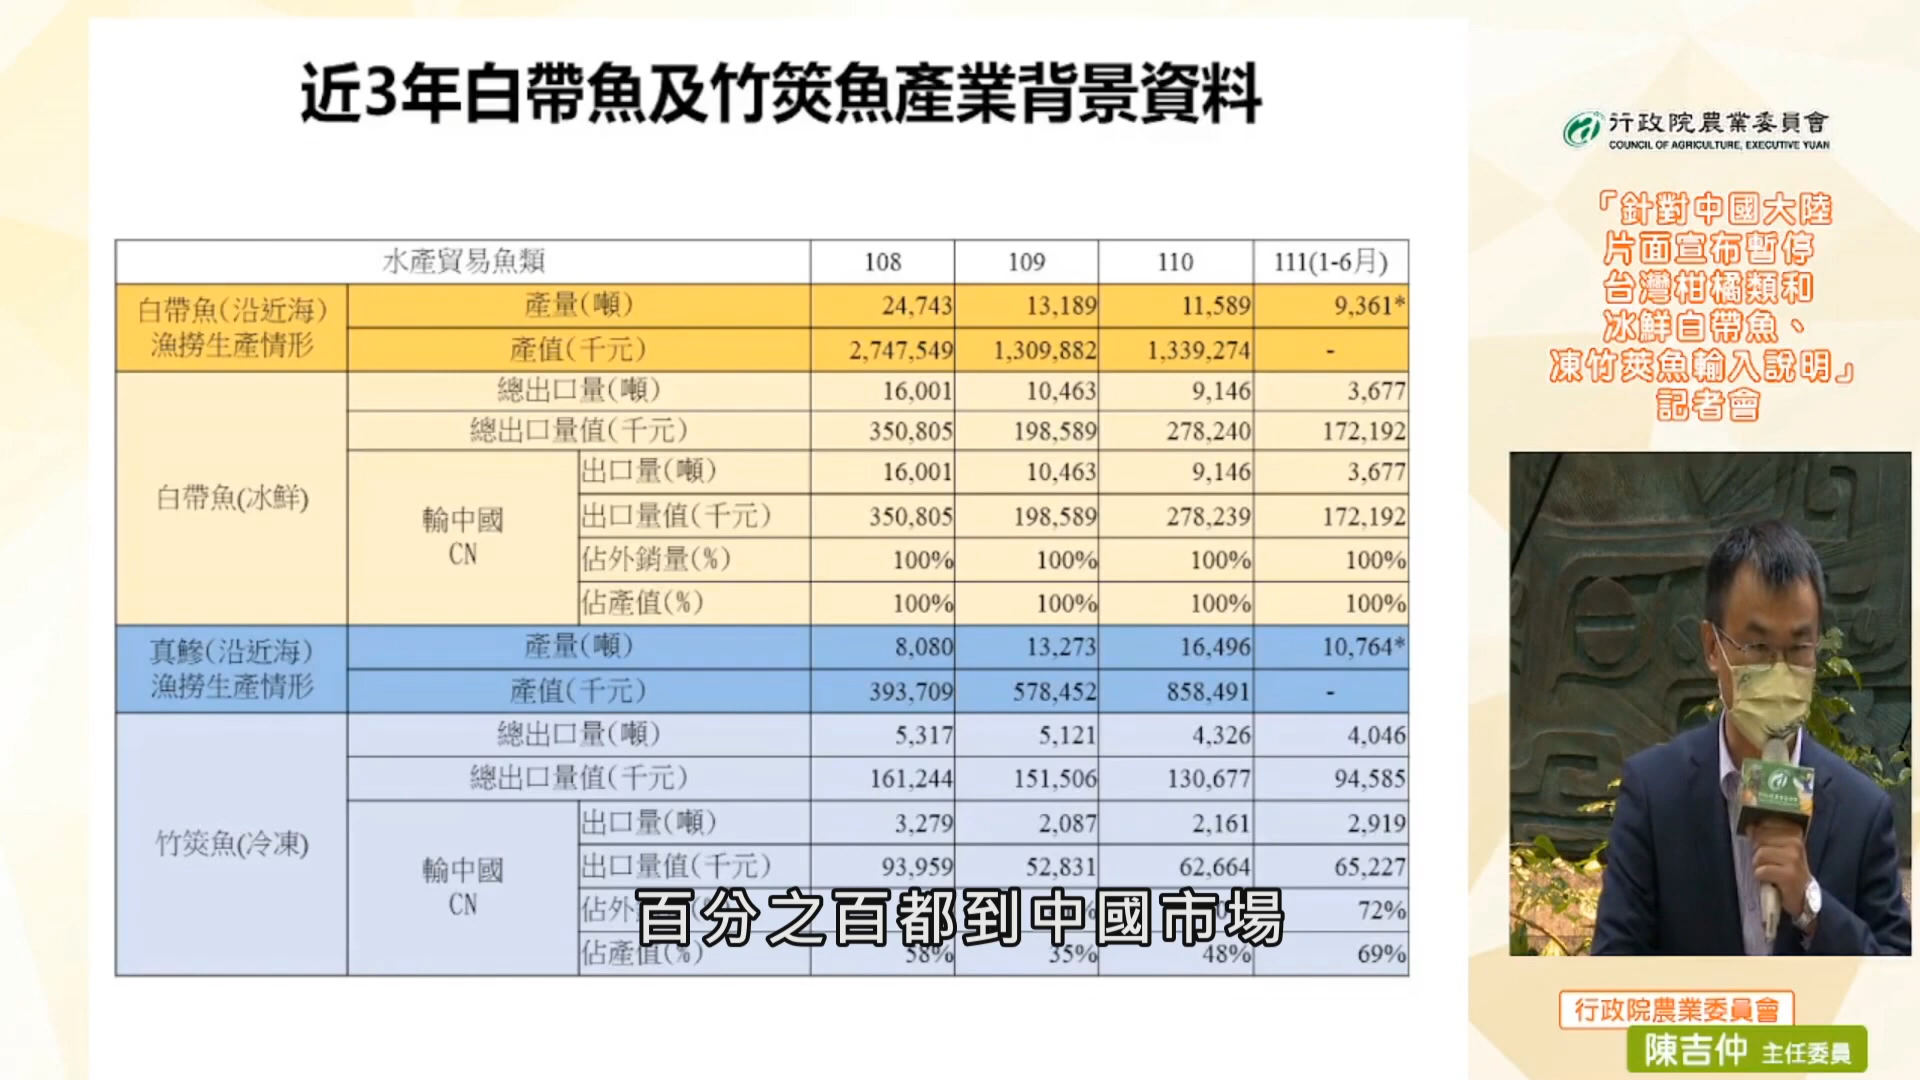 近3年白帶魚及竹筴魚產業背景資料
水產貿易魚類 108 109 110 111(1-6月)
白帶魚(沿近海)
漁撈生產情形
產量(噸) 24,743 13,189 11,589 9,361*
產值(千元) 2,747,549 1,309,882 1,339,274 -
白帶魚(冰鮮)
總出口量(噸) 16,001 10,463 9,146 3,677
總出口量值(千元) 350,805 198,589 278,240 172,192
輸中國
CN
出口量(噸) 16,001 10,463 9,146 3,677
出口量值(千元) 350,805 198,589 278,239 172,192
佔外銷量(%) 100% 100% 100% 100%
佔產值(%) 100% 100% 100% 100%
真鰺(沿近海)
漁撈生產情形
產量(噸) 8,080 13,273 16,496 10,764*
產值(千元) 393,709 578,452 858,491 -
竹筴魚(冷凍)
總出口量(噸) 5,317 5,121 4,326 4,046
總出口量值(千元) 161,244 151,506 130,677 94,585
輸中國
CN
出口量(噸) 3,279 2,087 2,161 2,919
出口量值(千元) 93,959 52,831 62,664 65,227
佔外 72%
佔產值(%) 58% 35% 48% 69%
百分之百都到中國市場
行政院農業委員會
COUNCIL OF AGRICULTURE, EXECUTIVE YUAN
「針對中國大陸
片面宣布暫停
台灣柑橘類和
冰鮮白帶魚、
凍竹莢魚輸入說明」
記者會
行政院農業委員會
陳吉仲 主任委員